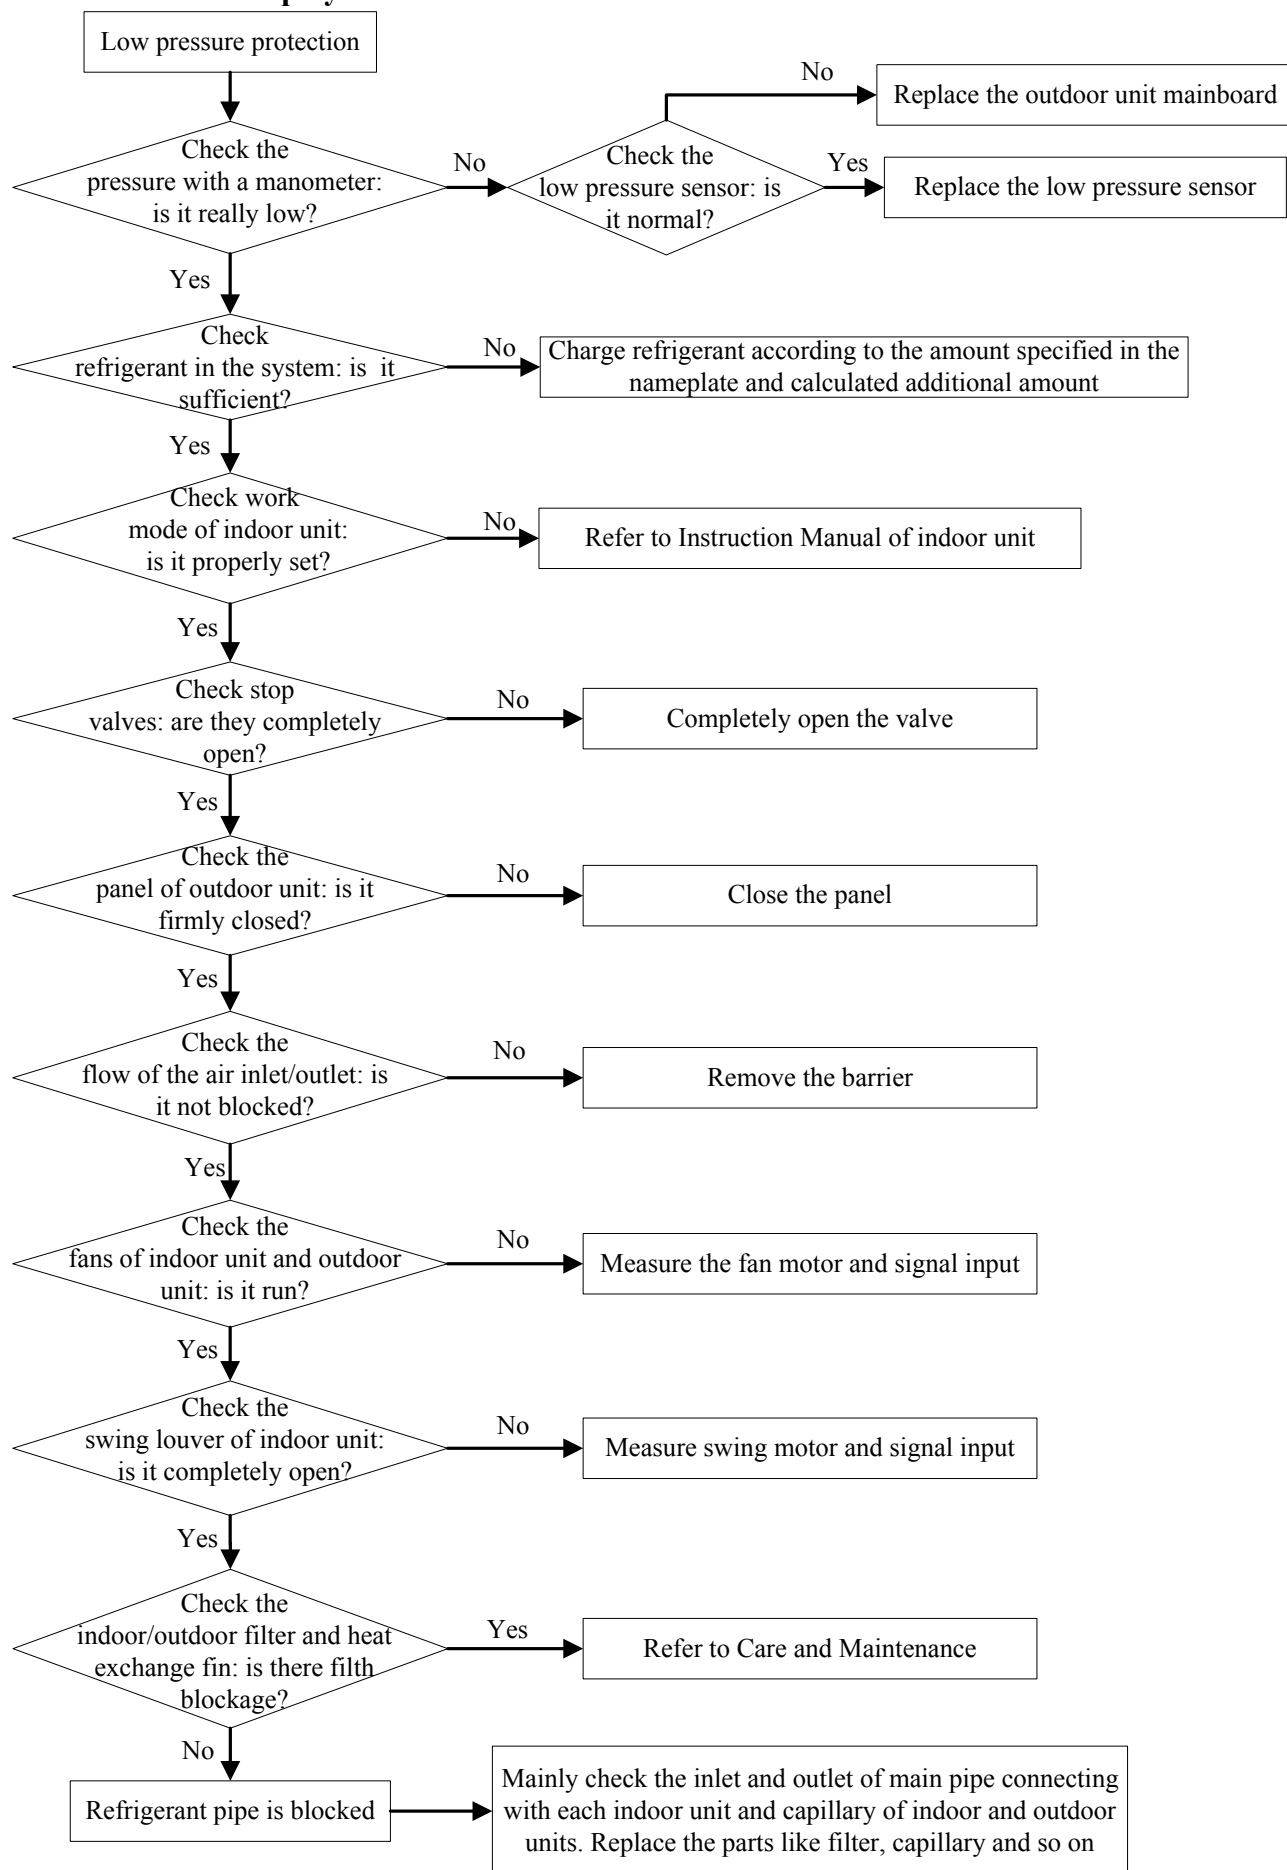 Low pressure protection
No
Replace the outdoor unit mainboard
Check the
pressure with a manometer:
is it really low?
No
Check the
low pressure sensor: is
it normal?
Yes
Replace the low pressure sensor
Yes
Check
refrigerant in the system: is it
sufficient?
No
Charge refrigerant according to the amount specified in the
nameplate and calculated additional amount
Yes
Check work
mode of indoor unit:
is it properly set?
No
Refer to Instruction Manual of indoor unit
Yes
Check stop
valves: are they completely
open?
No
Completely open the valve
Yes
Check the
panel of outdoor unit: is it
firmly closed?
No
Close the panel
Yes
Check the
flow of the air inlet/outlet: is
it not blocked?
No
Remove the barrier
Yes
Check the
fans of indoor unit and outdoor
unit: is it run?
No
Measure the fan motor and signal input
Yes
Check the
swing louver of indoor unit:
is it completely open?
No
Measure swing motor and signal input
Yes
Check the
indoor/outdoor filter and heat
exchange fin: is there filth
blockage?
Yes
Refer to Care and Maintenance
No
Refrigerant pipe is blocked
Mainly check the inlet and outlet of main pipe connecting
with each indoor unit and capillary of indoor and outdoor
units. Replace the parts like filter, capillary and so on